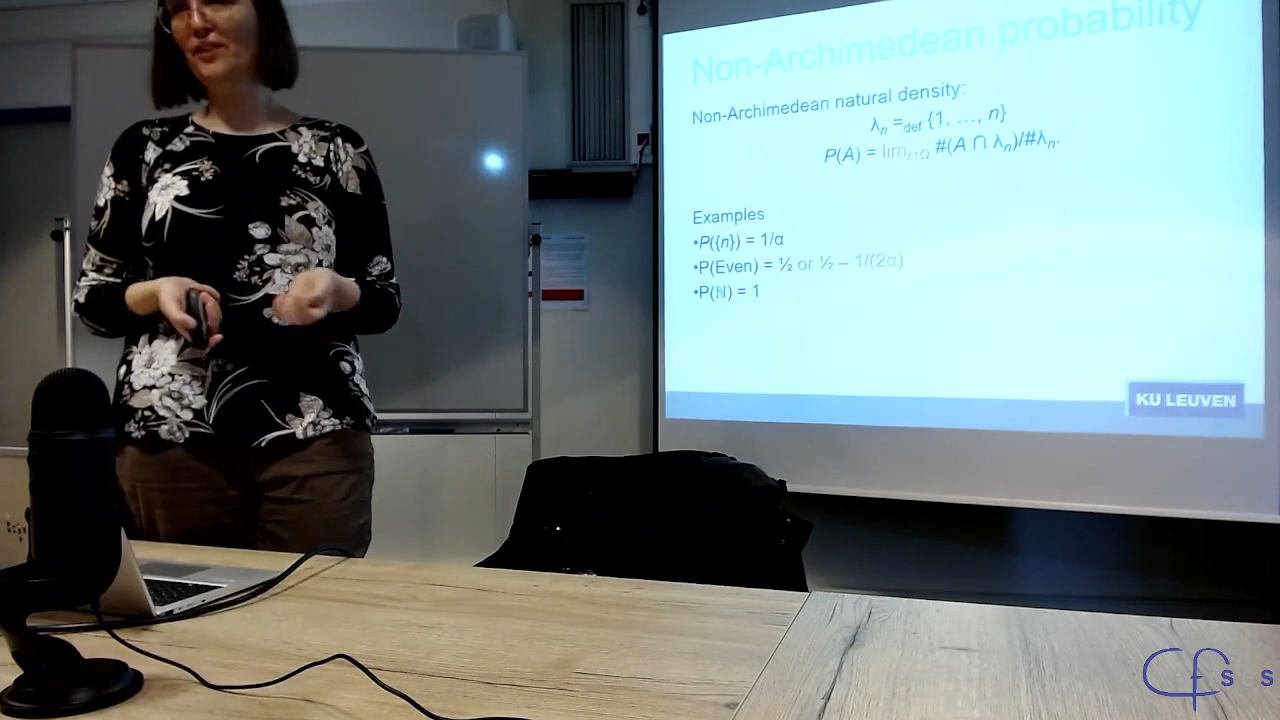 Non-Archimedean probability
Non-Archimedean natural density:
λₙ =def {1, …, n}
P(A) = lim_λ↑Ω #(A ∩ λₙ)/#λₙ.
Examples
•P({n}) = 1/α
•P(Even) = ½ or ½ – 1/(2α)
•P(ℕ) = 1
KU LEUVEN